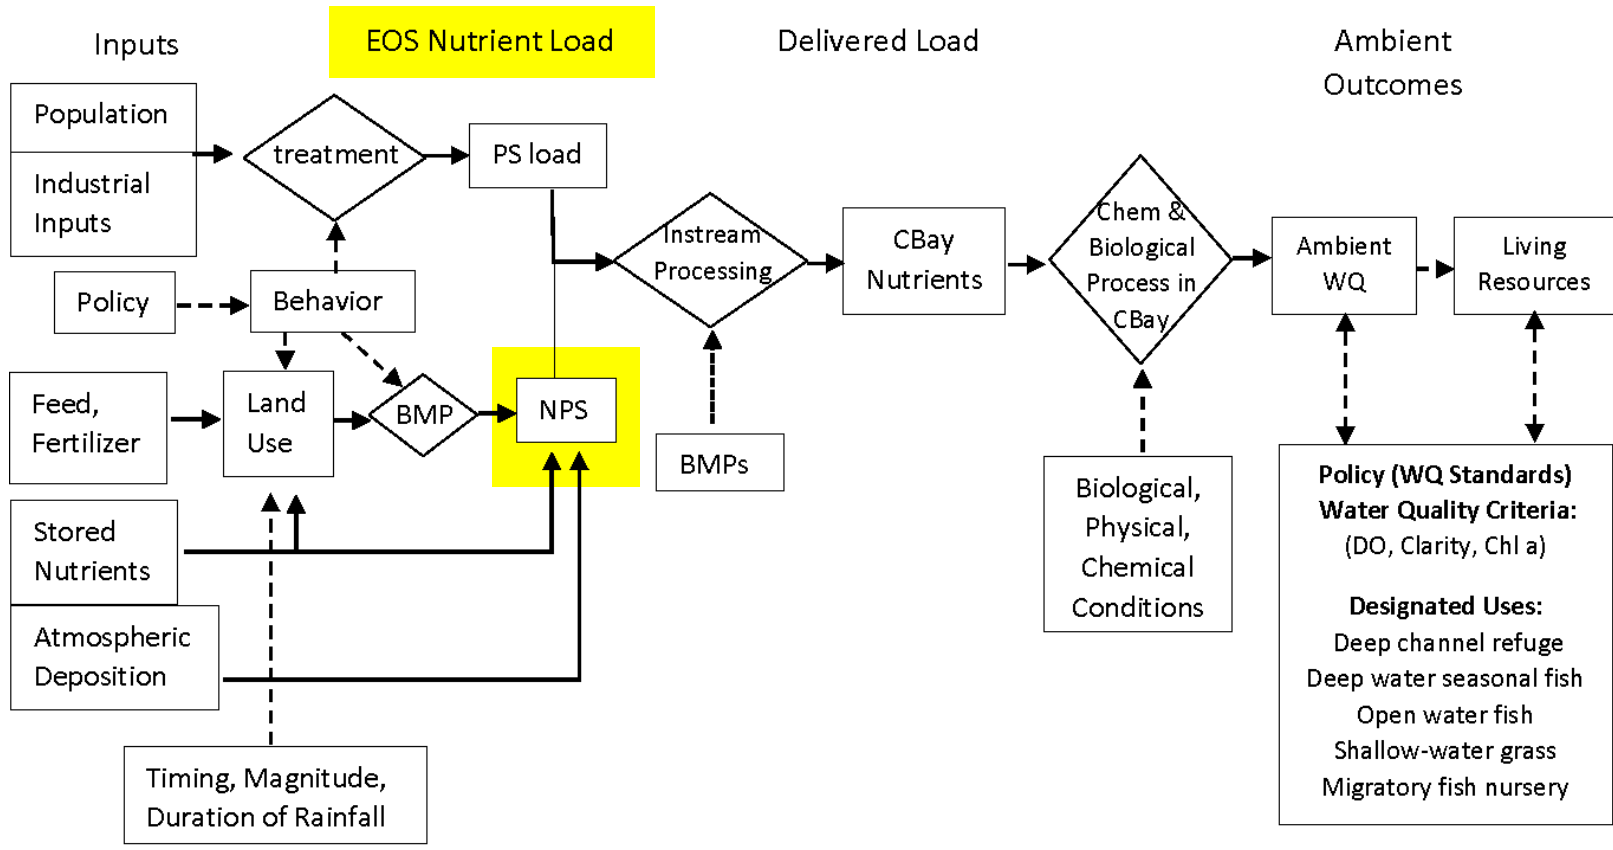 Inputs
EOS Nutrient Load
Delivered Load
Ambient
Outcomes
Population
Industrial
Inputs
treatment
PS load
Instream
Processing
CBay
Nutrients
Chem &
Biological
Process in
CBay
Ambient
WQ
Living
Resources
Policy
Behavior
Feed,
Fertilizer
Land
Use
BMP
NPS
BMPs
Stored
Nutrients
Atmospheric
Deposition
Timing, Magnitude,
Duration of Rainfall
Biological,
Physical,
Chemical
Conditions
Policy (WQ Standards)
Water Quality Criteria:
(DO, Clarity, Chl a)
Designated Uses:
Deep channel refuge
Deep water seasonal fish
Open water fish
Shallow-water grass
Migratory fish nursery